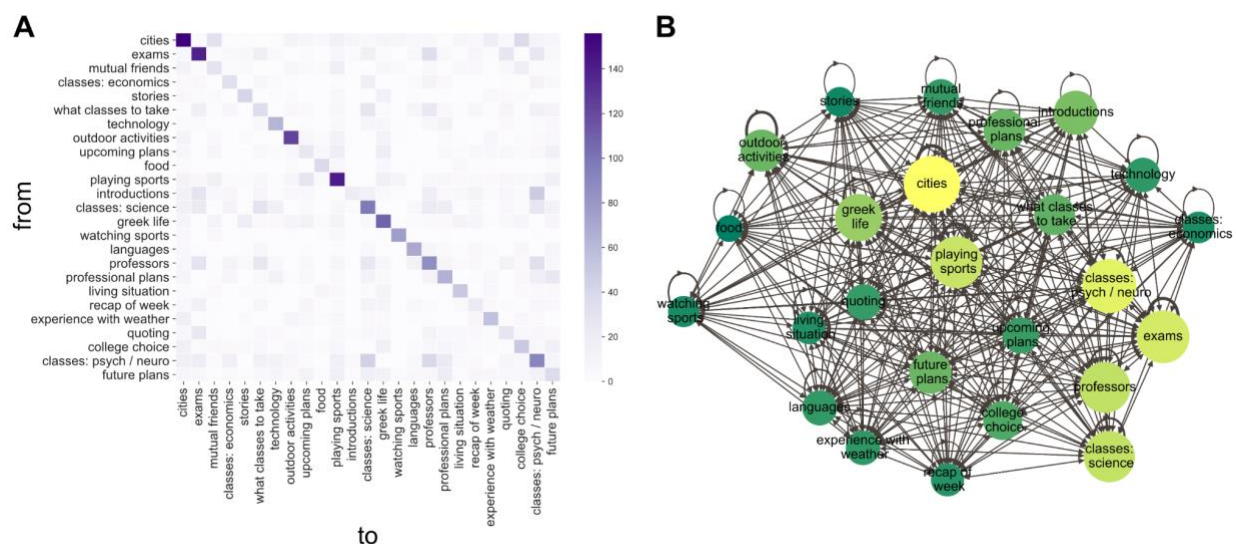 A
B
from
cities
exams
mutual friends
classes: economics
stories
what classes to take
technology
outdoor activities
upcoming plans
food
playing sports
introductions
classes: science
greek life
watching sports
languages
professors
professional plans
living situation
recap of week
experience with weather
quoting
college choice
classes: psych / neuro
future plans
140
120
100
80
60
40
20
0
cities
exams
mutual friends
classes: economics
stories
what classes to take
technology
outdoor activities
upcoming plans
food
playing sports
introductions
classes: science
greek life
watching sports
languages
professors
professional plans
living situation
recap of week
experience with weather
quoting
college choice
classes: psych / neuro
future plans
to
stories
mutual
friends
professional
plans
introductions
outdoor
activities
technology
cities
food
greek
life
what classes
to take
classes:
economics
playing
sports
classes:
psych / neuro
watching
sports
quoting
living
situation
upcoming
plans
exams
future
plans
professors
languages
college
choice
experience with
weather
classes:
science
recap of
week